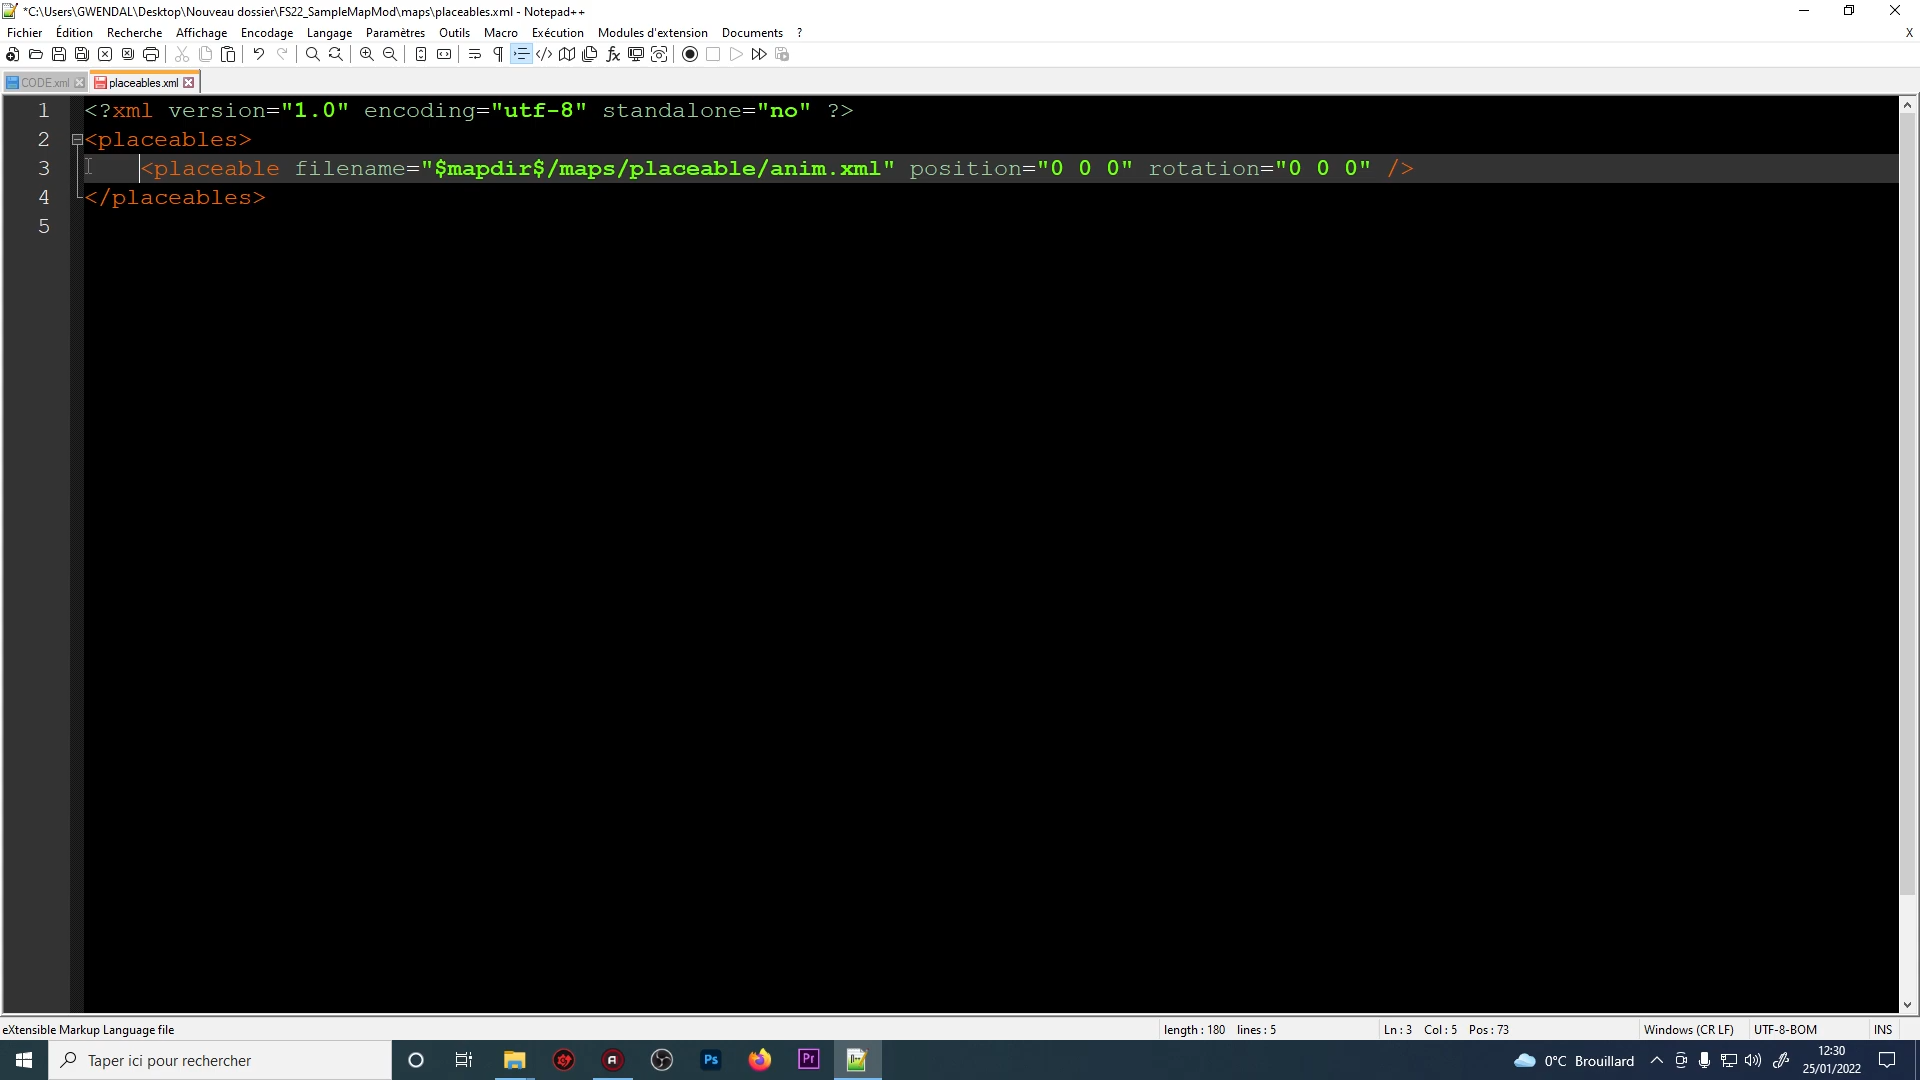 *C:\Users\GWENDAL\Desktop\Nouveau dossier\FS22_SampleMapMod\maps\placeables.xml - Notepad++
Fichier Édition Recherche Affichage Encodage Langage Paramètres Outils Macro Exécution Modules d'extension Documents ? X
CODE.xml placeables.xml
1 <?xml version="1.0" encoding="utf-8" standalone="no" ?>
2 <placeables>
3 <placeable filename="$mapdir$/maps/placeable/anim.xml" position="0 0 0" rotation="0 0 0" />
4 </placeables>
5
eXtensible Markup Language file length : 180 lines : 5 Ln : 3 Col : 5 Pos : 73 Windows (CR LF) UTF-8-BOM INS
Taper ici pour rechercher Ps Pr 0°C Brouillard 12:30
25/01/2022